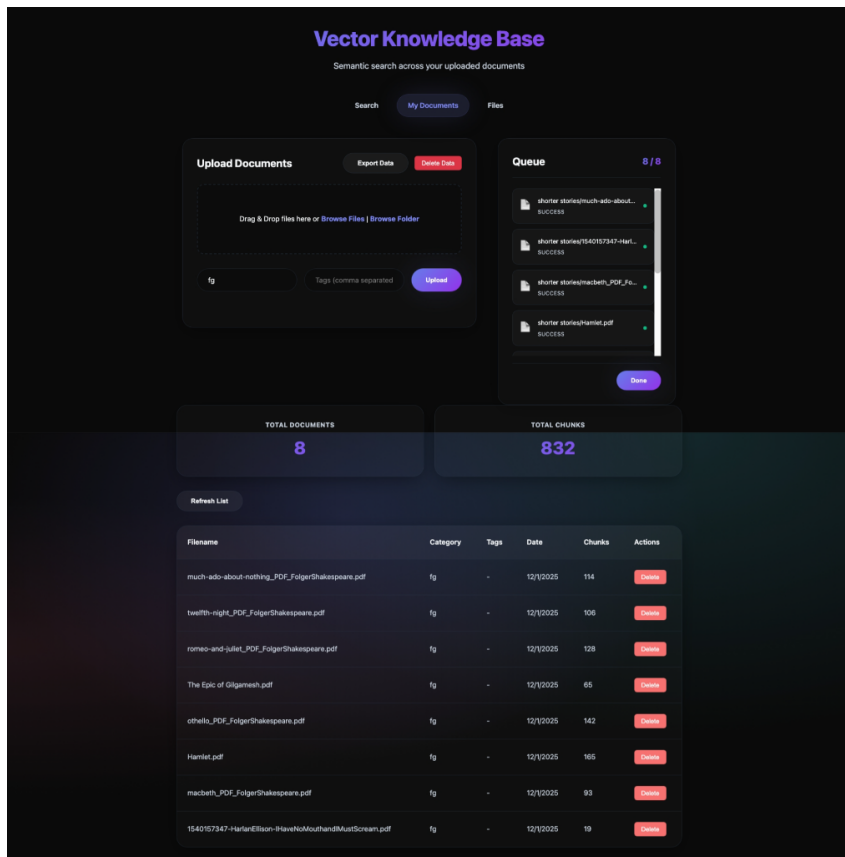 Vector Knowledge Base
Semantic search across your uploaded documents
Search My Documents Files
Upload Documents Export Data Delete Data
Drag & Drop files here or Browse Files | Browse Folder
fg Tags (comma separated Upload
Queue 8 / 8
shorter stories/much-ado-about...
SUCCESS
shorter stories/1540157347-Harl...
SUCCESS
shorter stories/macbeth_PDF_Fo...
SUCCESS
shorter stories/Hamlet.pdf
SUCCESS
Done
TOTAL DOCUMENTS
8
TOTAL CHUNKS
832
Refresh List
Filename Category Tags Date Chunks Actions
much-ado-about-nothing_PDF_FolgerShakespeare.pdf fg - 12/1/2025 114 Delete
twelfth-night_PDF_FolgerShakespeare.pdf fg - 12/1/2025 106 Delete
romeo-and-juliet_PDF_FolgerShakespeare.pdf fg - 12/1/2025 128 Delete
The Epic of Gilgamesh.pdf fg - 12/1/2025 65 Delete
othello_PDF_FolgerShakespeare.pdf fg - 12/1/2025 142 Delete
Hamlet.pdf fg - 12/1/2025 165 Delete
macbeth_PDF_FolgerShakespeare.pdf fg - 12/1/2025 93 Delete
1540157347-HarlanEllison-IHaveNoMouthandIMustScream.pdf fg - 12/1/2025 19 Delete